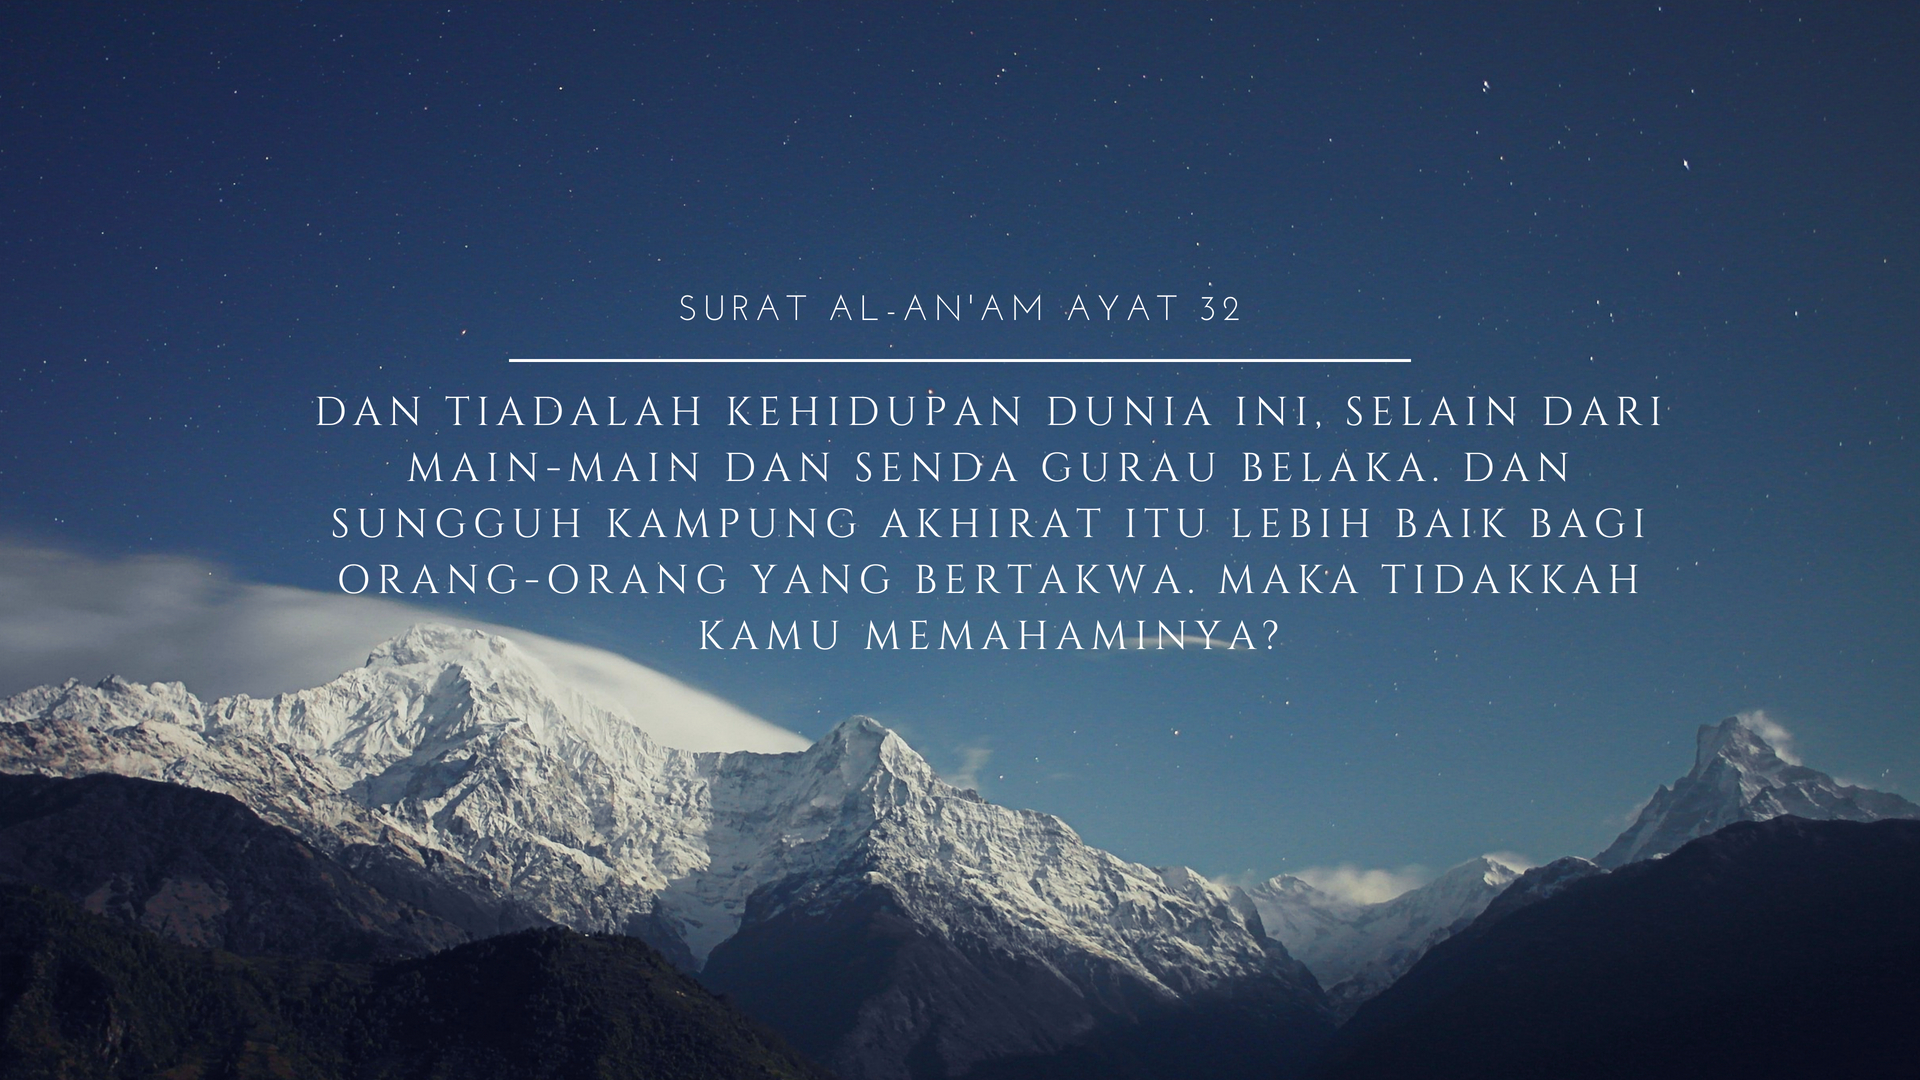 SURAT AL-AN'AM AYAT 32
DAN TIADALAH KEHIDUPAN DUNIA INI, SELAIN DARI
MAIN-MAIN DAN SENDA GURAU BELAKA. DAN
SUNGGUH KAMPUNG AKHIRAT ITU LEBIH BAIK BAGI
ORANG-ORANG YANG BERTAKWA. MAKA TIDAKKAH
KAMU MEMAHAMINYA?